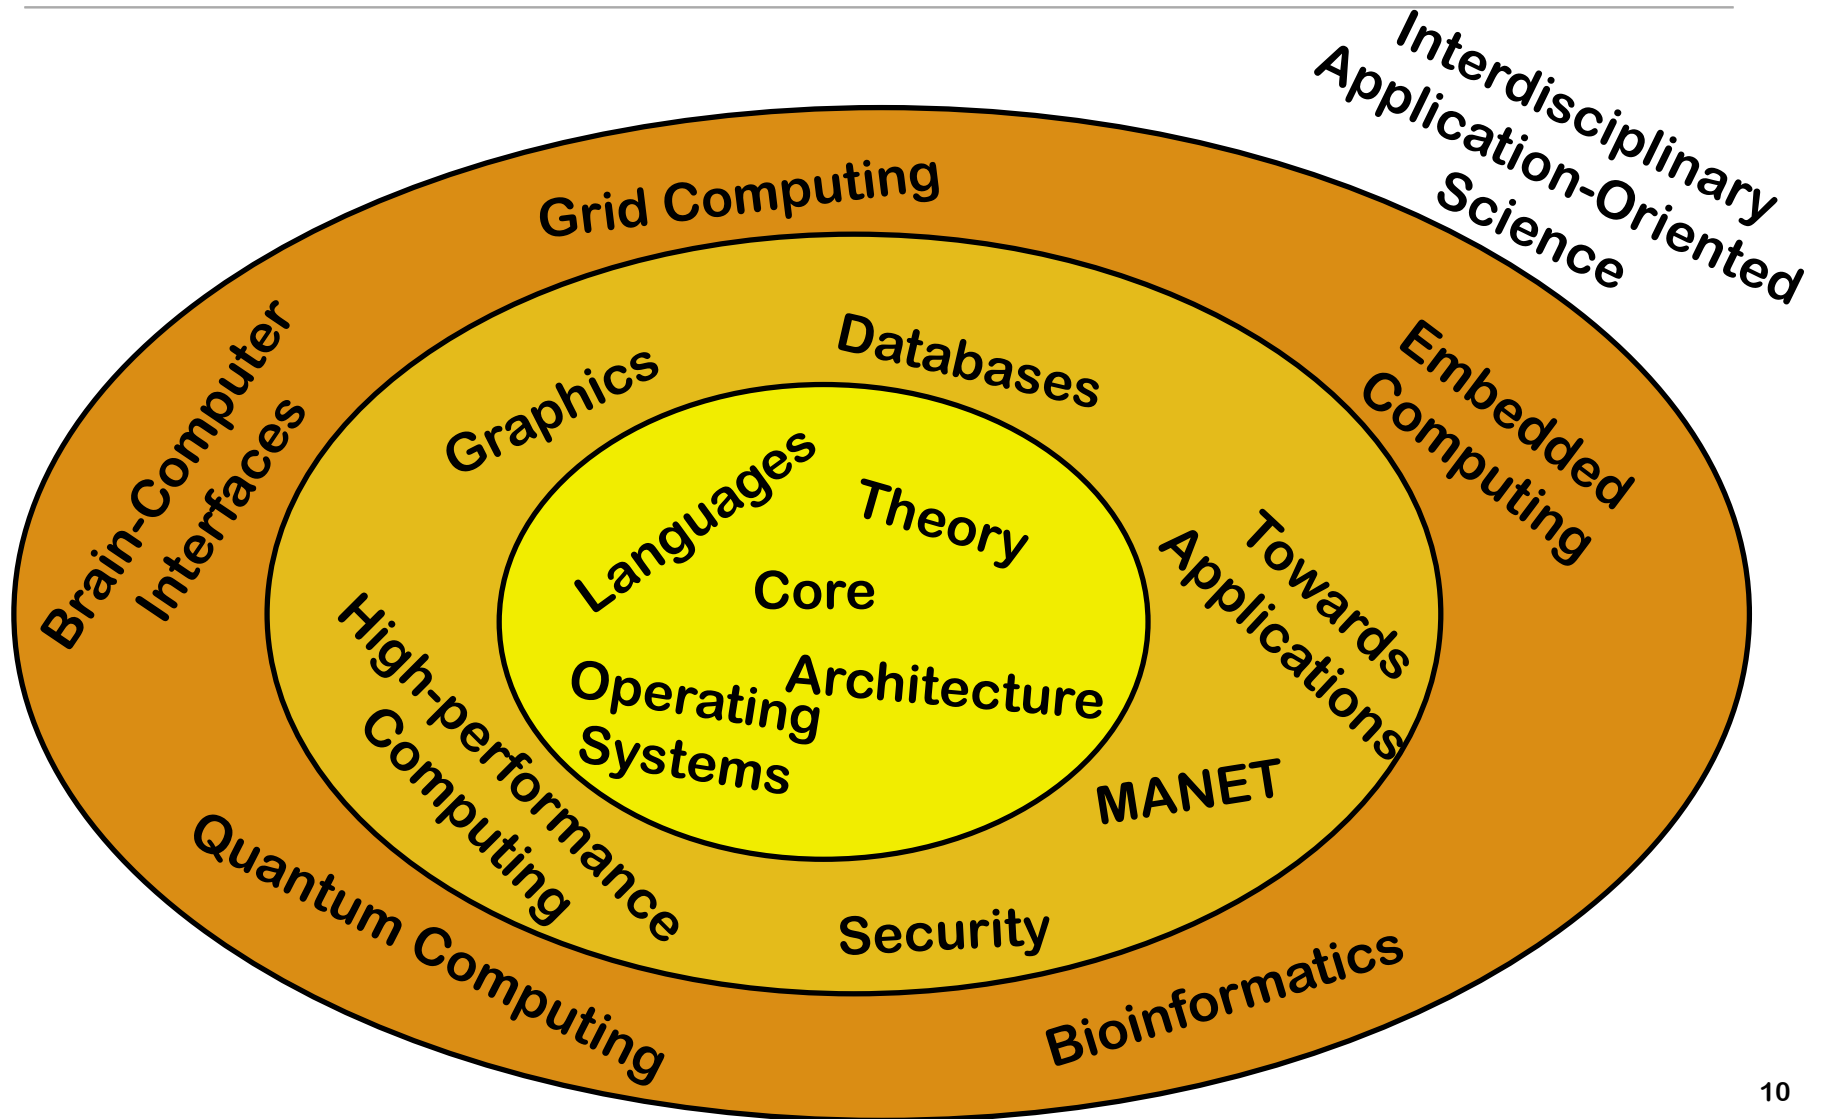 Interdisciplinary
Application-Oriented
Science
Grid Computing
Brain-Computer
Interfaces
Embedded
Computing
Databases
Graphics
Languages
Theory
Core
Towards
Applications
High-performance
Computing
Operating
Systems
Architecture
MANET
Quantum Computing
Security
Bioinformatics
10